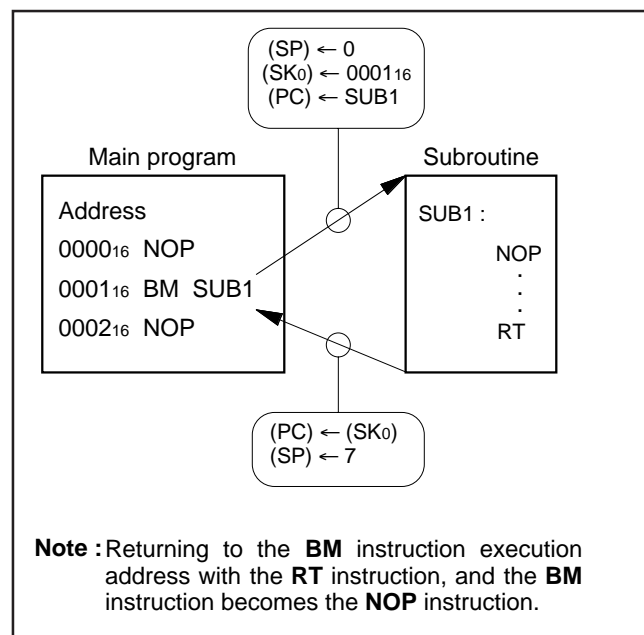 (SP) ← 0
(SK₀) ← 0001₁₆
(PC) ← SUB1
Main program
Subroutine
Address
0000₁₆ NOP
0001₁₆ BM SUB1
0002₁₆ NOP
SUB1 :
NOP
.
.
.
RT
(PC) ← (SK₀)
(SP) ← 7
Note : Returning to the BM instruction execution
address with the RT instruction, and the BM
instruction becomes the NOP instruction.